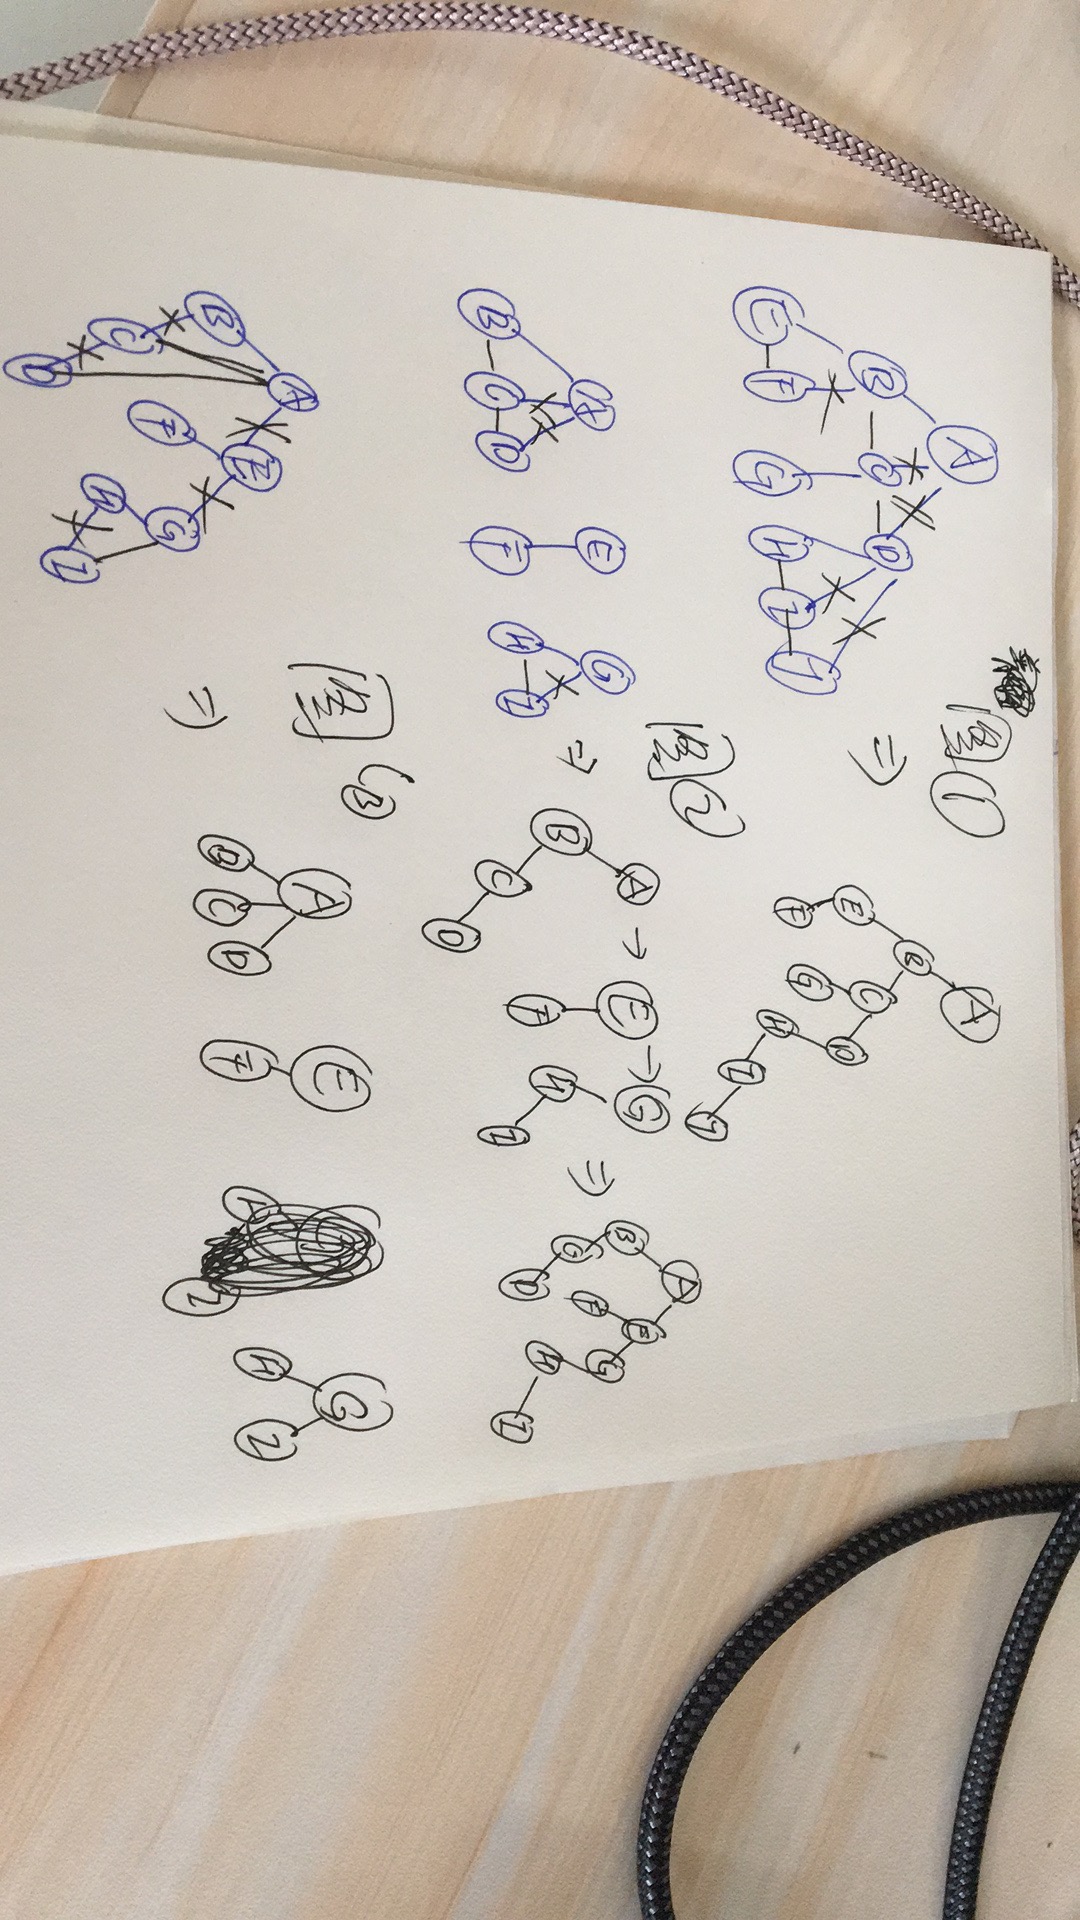 图①
A
B C D
E F G H I J
⇒
A
B
E C
F G D
H
I
J
图②
A E G
B C D F H I
⇒
A → E → G
B
C F H
D I
⇒
A
B E
C F G
D H
I
图③
A
B E
C F G
D H I
⇒
A E G
B C D F H I